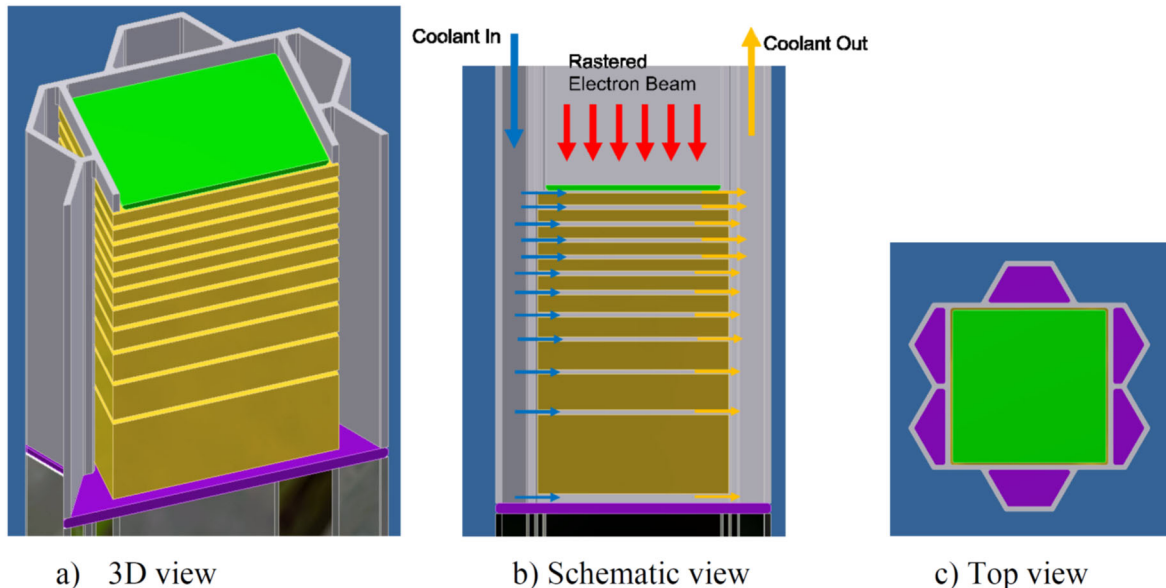 Coolant In
Coolant Out
Rastered
Electron Beam
a) 3D view
b) Schematic view
c) Top view